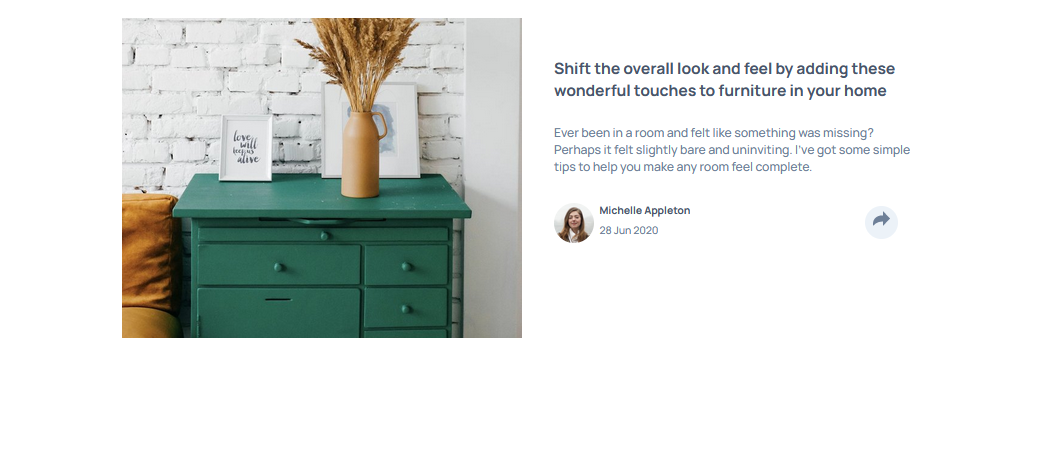 love
will
keep us
alive
Shift the overall look and feel by adding these
wonderful touches to furniture in your home
Ever been in a room and felt like something was missing?
Perhaps it felt slightly bare and uninviting. I've got some simple
tips to help you make any room feel complete.
Michelle Appleton
28 Jun 2020